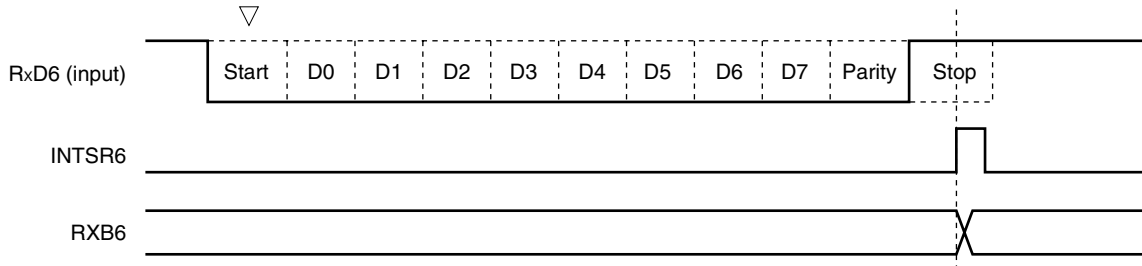 RxD6 (input) Start D0 D1 D2 D3 D4 D5 D6 D7 Parity Stop
INTSR6
RXB6